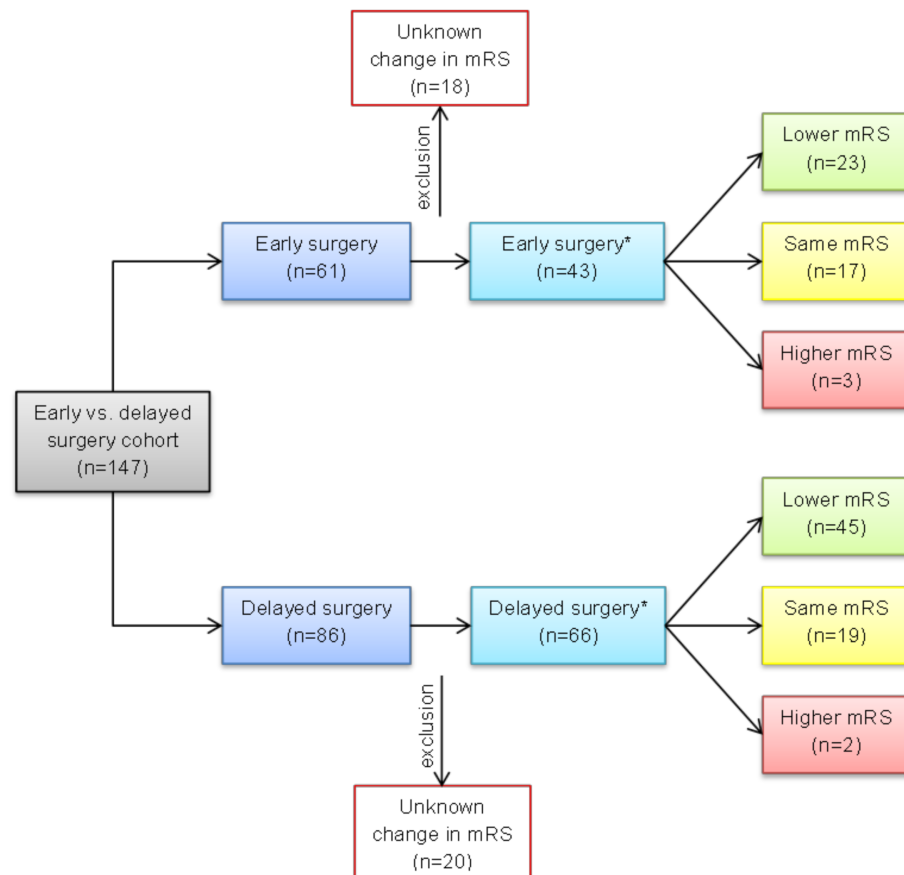 Unknown
change in mRS
(n=18)
exclusion
Lower mRS
(n=23)
Early surgery
(n=61)
Early surgery*
(n=43)
Same mRS
(n=17)
Higher mRS
(n=3)
Early vs. delayed
surgery cohort
(n=147)
Lower mRS
(n=45)
Delayed surgery
(n=86)
Delayed surgery*
(n=66)
Same mRS
(n=19)
Higher mRS
(n=2)
exclusion
Unknown
change in mRS
(n=20)